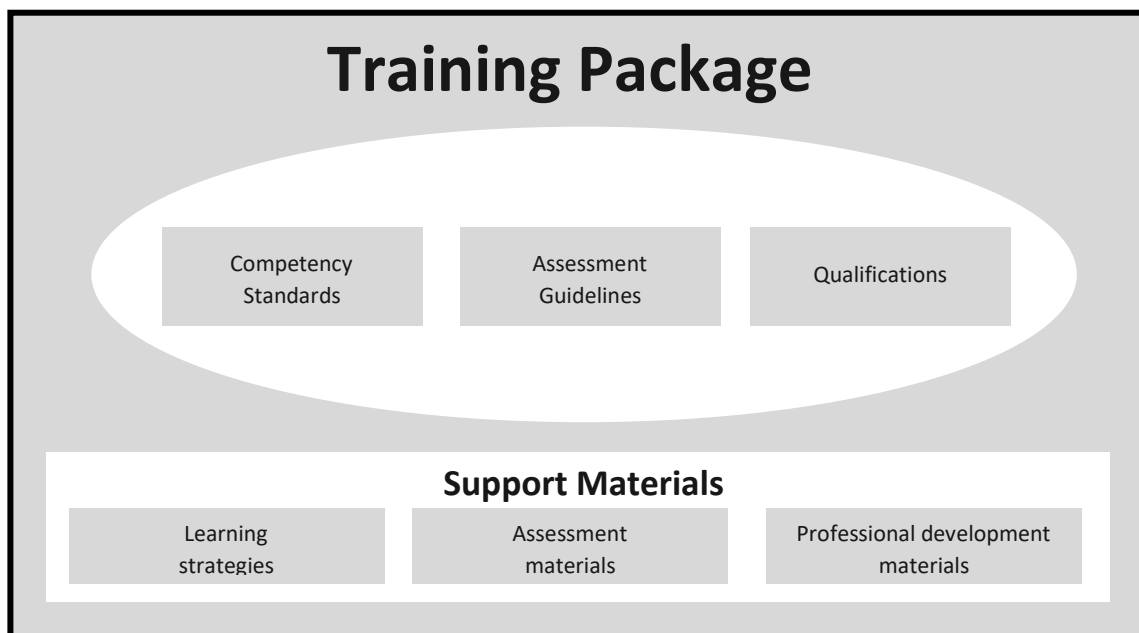 Training Package
Competency
Standards
Assessment
Guidelines
Qualifications
Support Materials
Learning
strategies
Assessment
materials
Professional development
materials